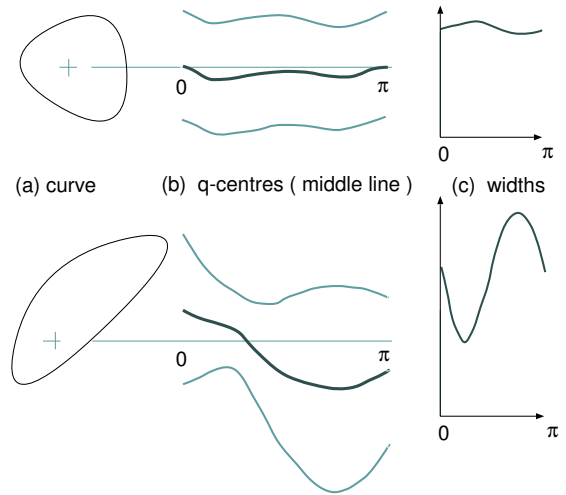 0 π
0 π
(a) curve (b) q-centres ( middle line ) (c) widths
0 π
0 π